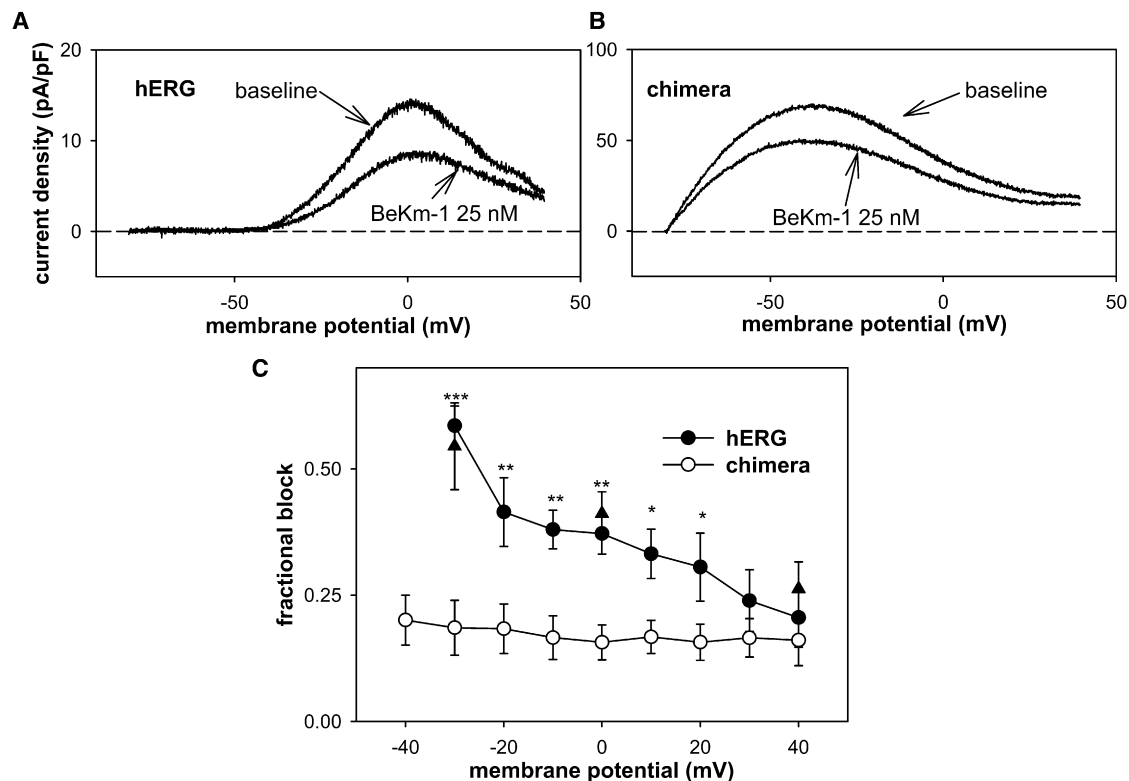 A
B
20
10
0
-50
0
50
current density (pA/pF)
membrane potential (mV)
hERG
baseline
BeKm-1 25 nM
100
50
0
-50
0
50
membrane potential (mV)
chimera
baseline
BeKm-1 25 nM
C
***
**
**
**
*
*
hERG
chimera
0.50
0.25
0.00
fractional block
-40
-20
0
20
40
membrane potential (mV)